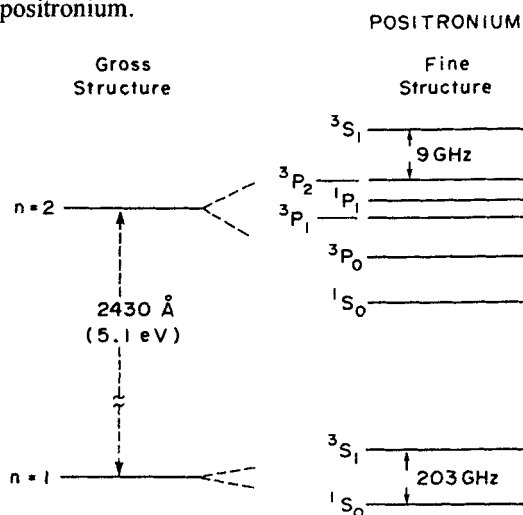 positronium.
POSITRONIUM
Gross
Structure
Fine
Structure
³S₁
9 GHz
³P₂
¹P₁
n = 2
³P₁
³P₀
2430 Å
(5.1 eV)
¹S₀
³S₁
n = 1
203 GHz
¹S₀